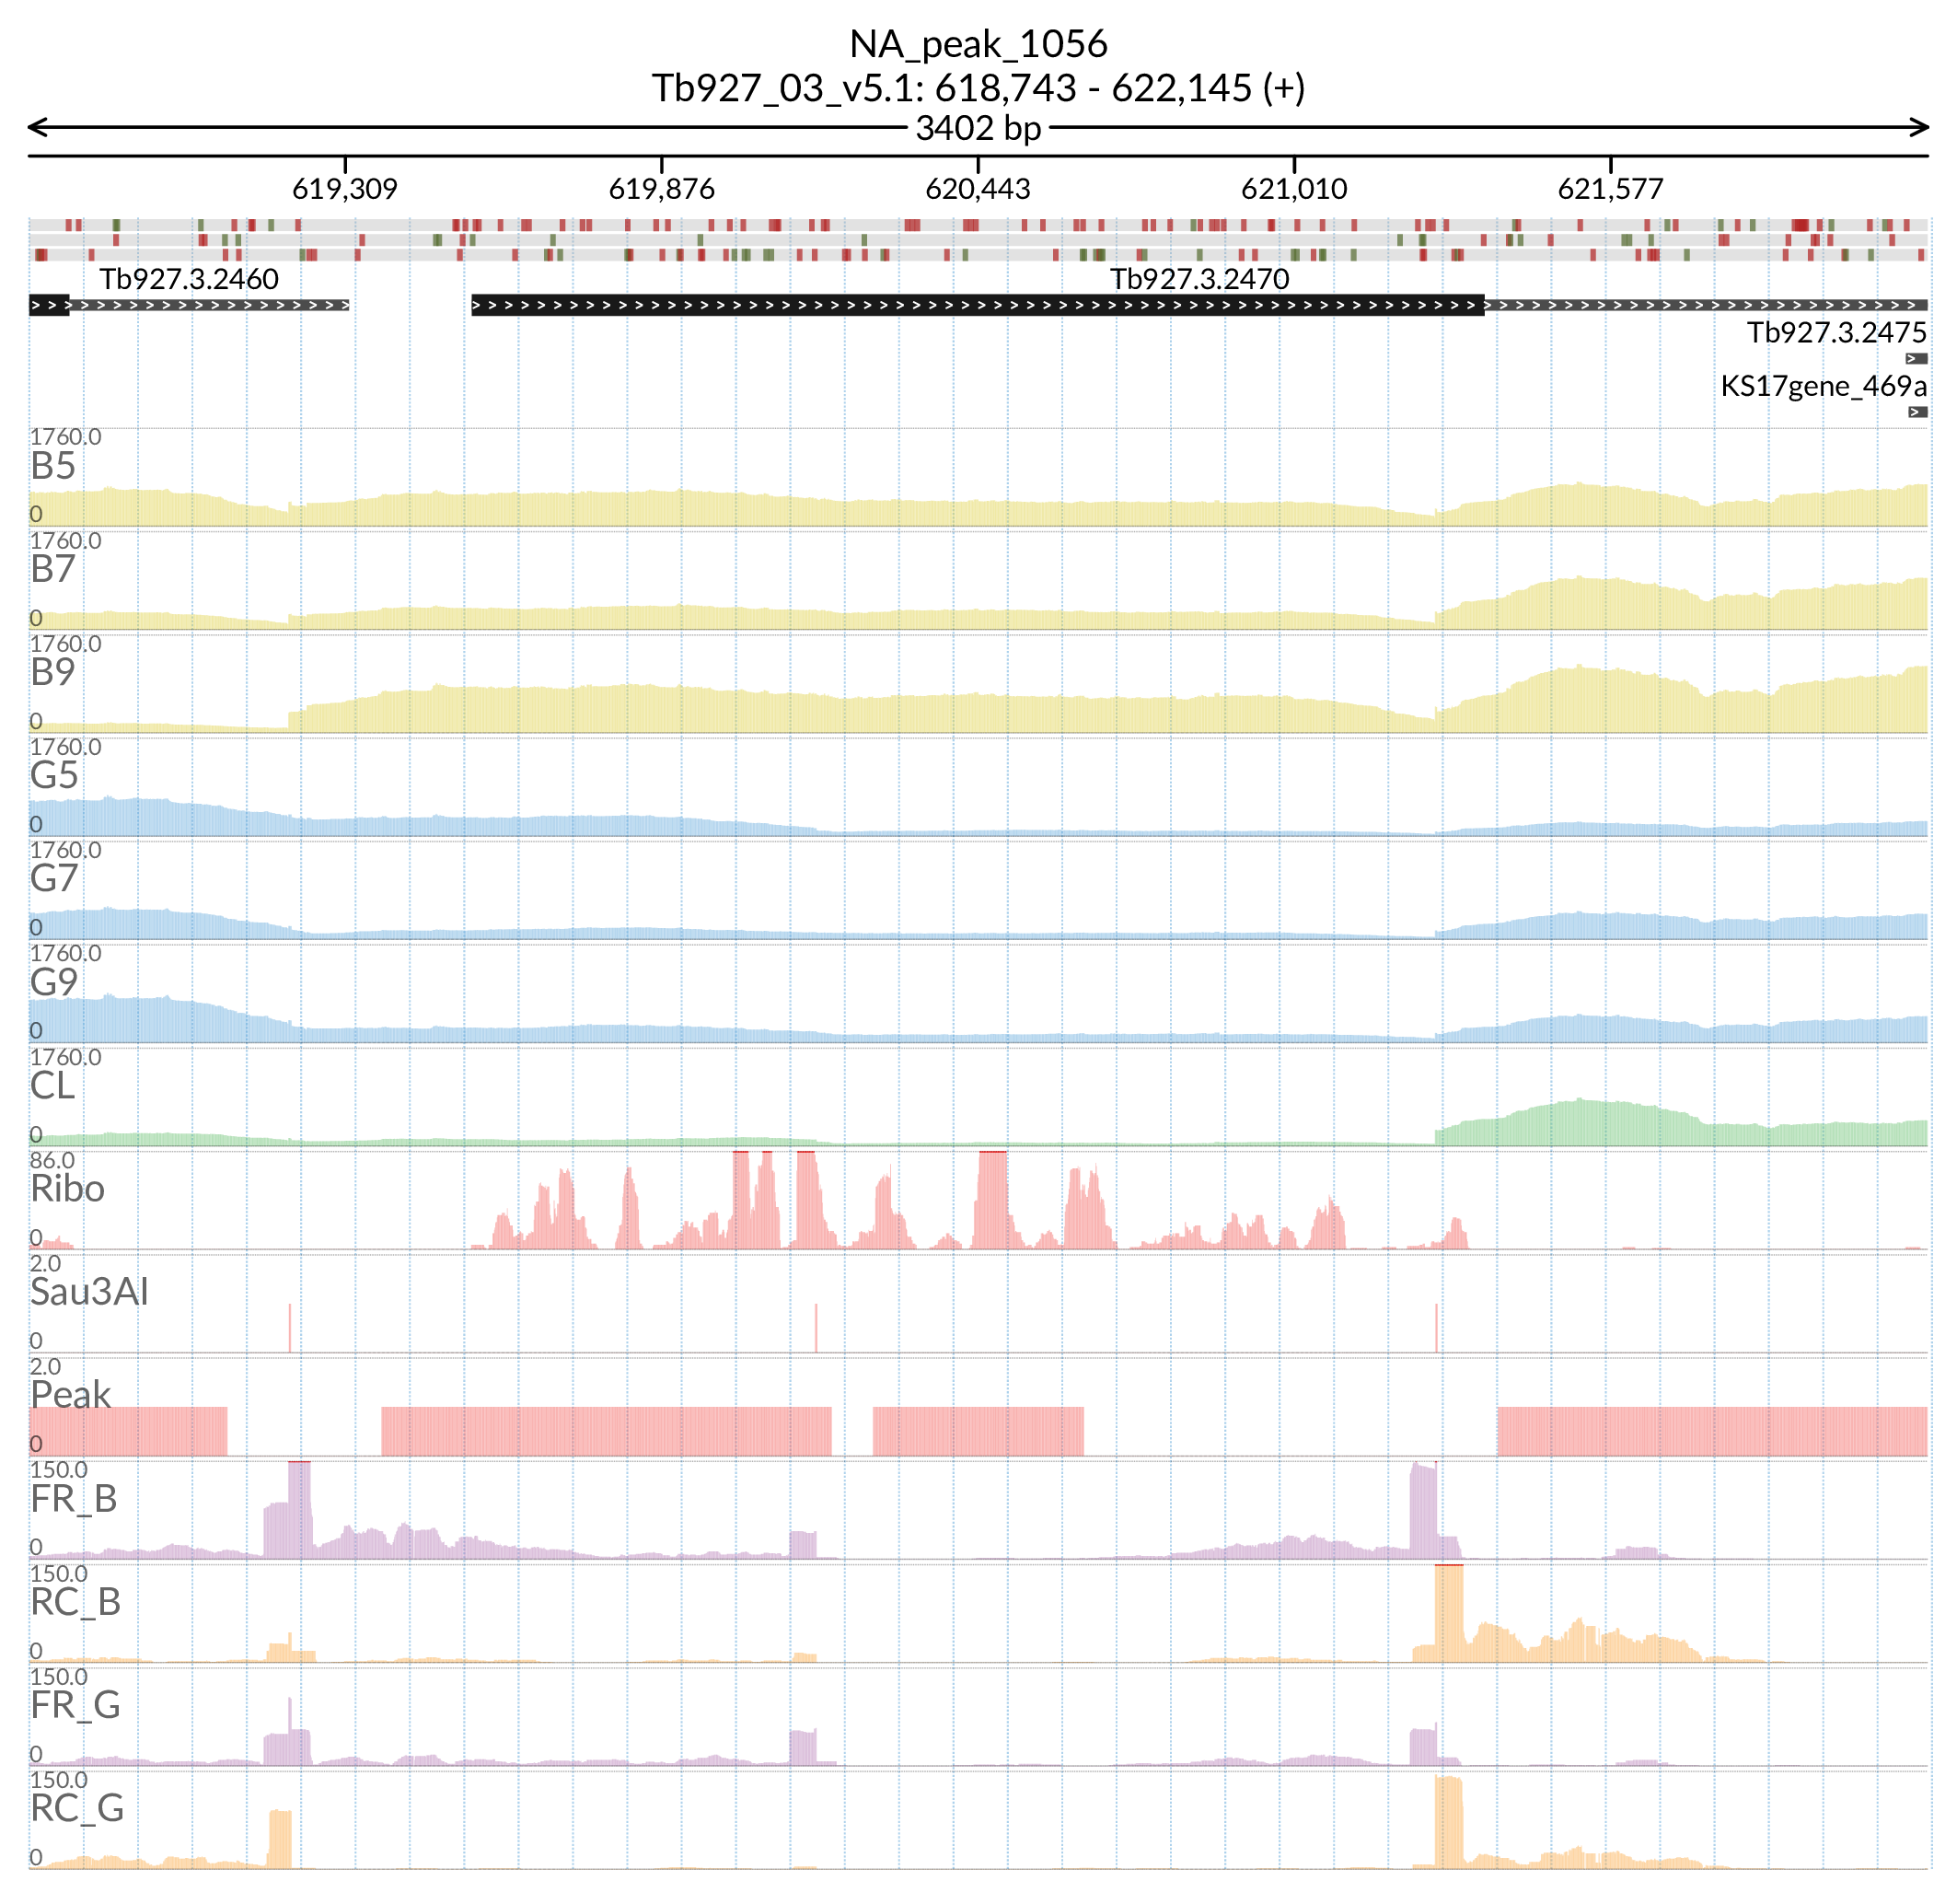 NA_peak_1056
Tb927_03_v5.1: 618,743 - 622,145 (+)
3402 bp
619,309 619,876 620,443 621,010 621,577
Tb927.3.2460 Tb927.3.2470
Tb927.3.2475
KS17gene_469a
1760.0
B5
0
1760.0
B7
0
1760.0
B9
0
1760.0
G5
0
1760.0
G7
0
1760.0
G9
0
1760.0
CL
0
86.0
Ribo
0
2.0
Sau3AI
0
2.0
Peak
0
150.0
FR_B
0
150.0
RC_B
0
150.0
FR_G
0
150.0
RC_G
0